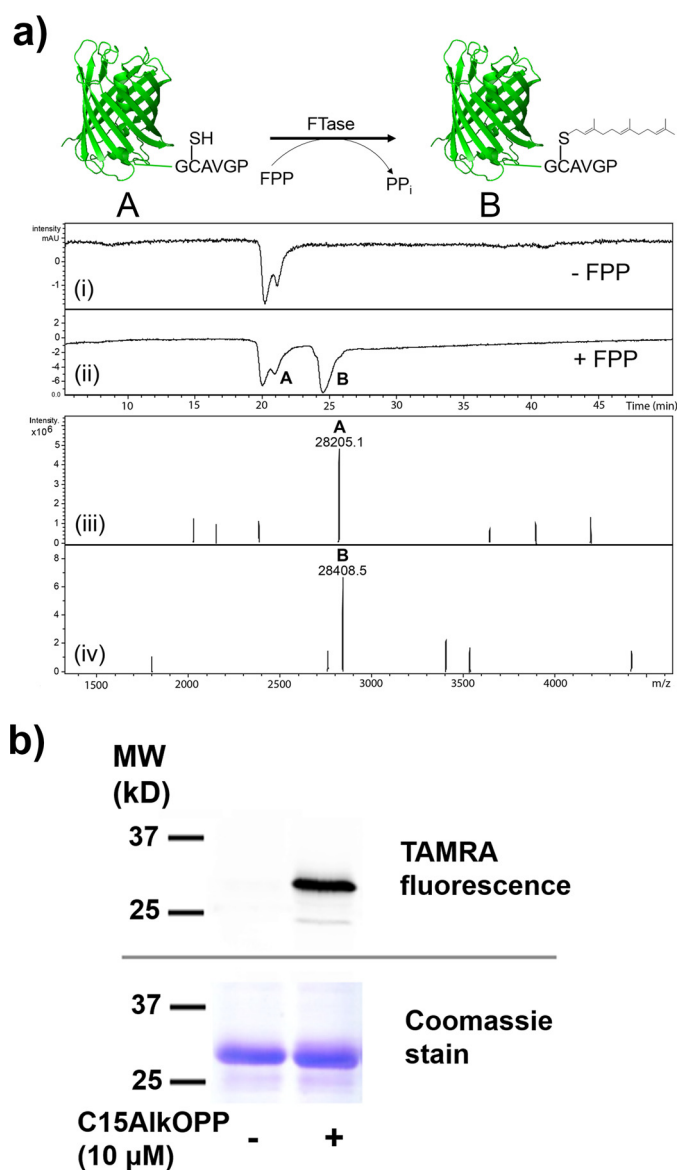 a)
SH
GCAVGP
A
FTase
FPP
PPi
S
GCAVGP
B
intensity
mAU
0
-1
(i)
- FPP
2
0
-2
-4
-6
0.0
(ii)
A
B
+ FPP
10
15
20
25
30
35
40
45
Time (min)
Intensity.
x10⁶
5
4
3
2
1
0
(iii)
A
28205.1
8
6
4
2
0
(iv)
B
28408.5
1500
2000
2500
3000
3500
4000
m/z
b)
MW
(kD)
37
25
TAMRA
fluorescence
37
25
Coomassie
stain
C15AlkOPP
(10 µM)
-
+